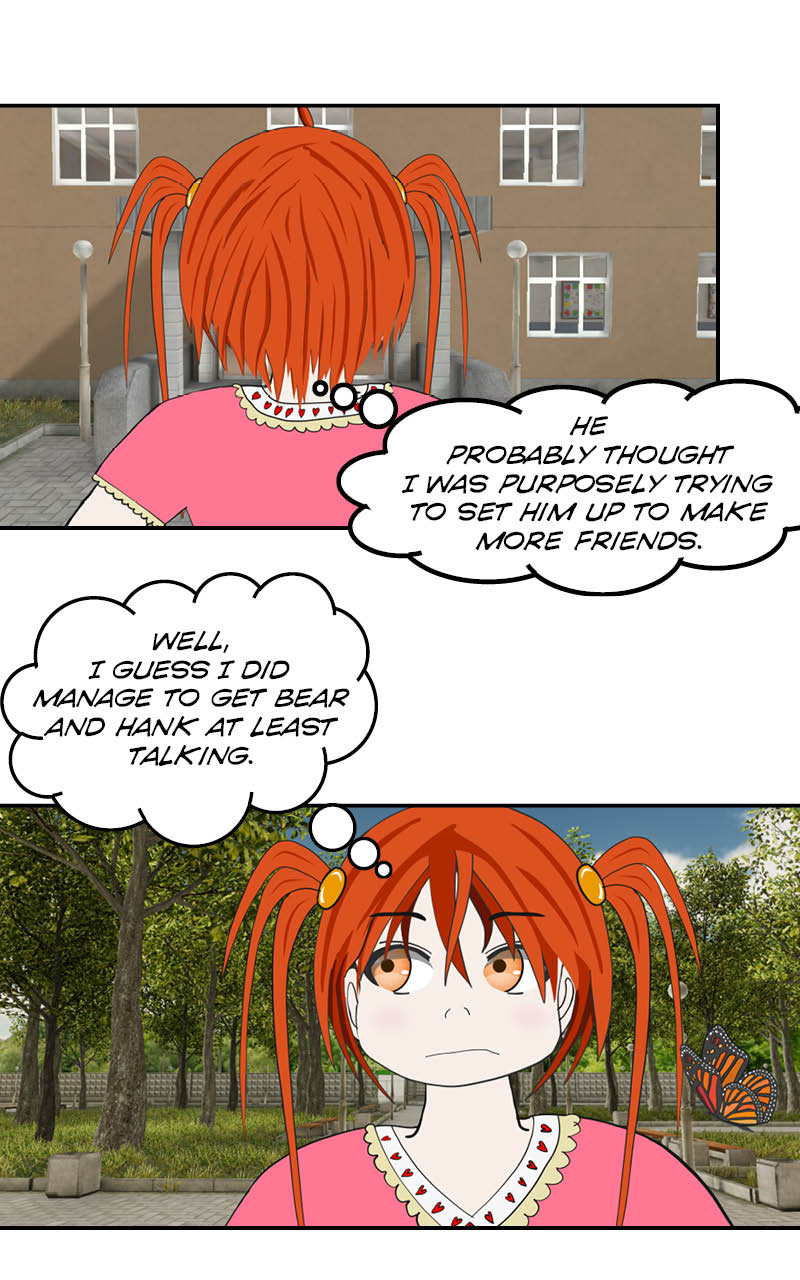 HE
PROBABLY THOUGHT
I WAS PURPOSELY TRYING
TO SET HIM UP TO MAKE
MORE FRIENDS.
WELL,
I GUESS I DID
MANAGE TO GET BEAR
AND HANK AT LEAST
TALKING.